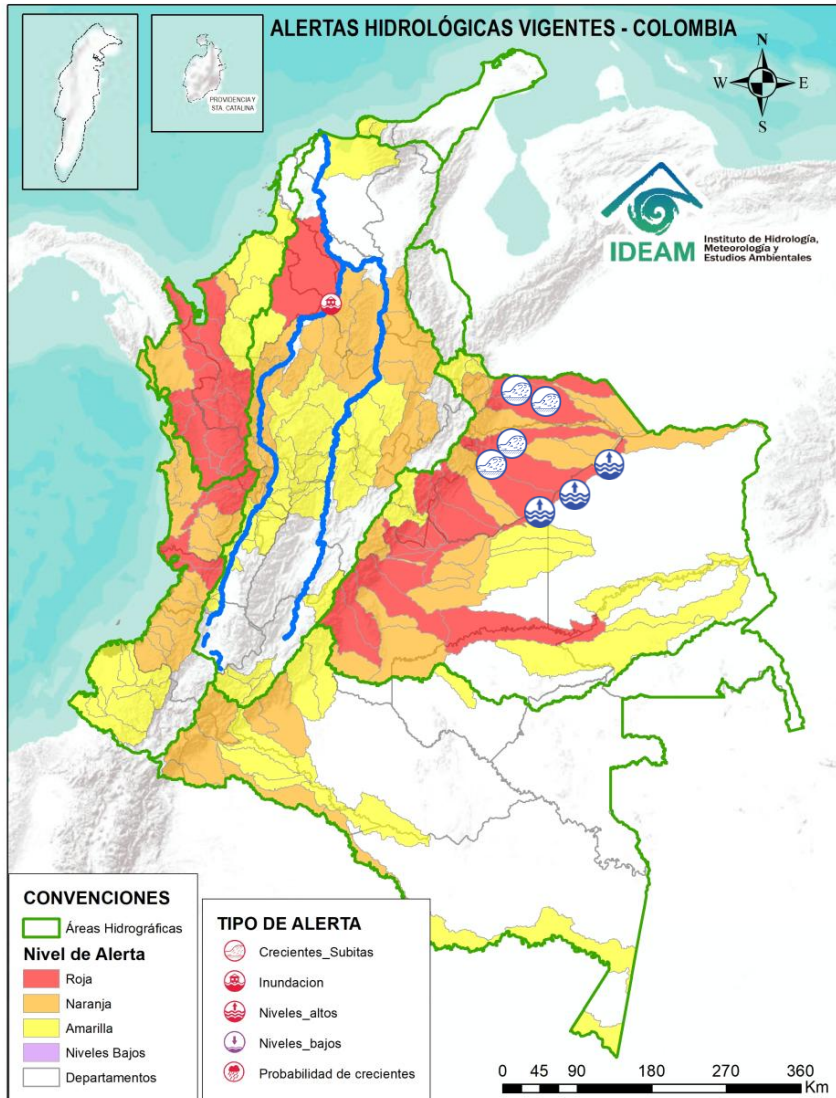 ALERTAS HIDROLÓGICAS VIGENTES - COLOMBIA
PROVIDENCIA Y
STA. CATALINA
N
W
E
S
IDEAM
Instituto de Hidrología,
Meteorología y
Estudios Ambientales
CONVENCIONES
Áreas Hidrográficas
Nivel de Alerta
Roja
Naranja
Amarilla
Niveles Bajos
Departamentos
TIPO DE ALERTA
Crecientes_Subitas
Inundacion
Niveles_altos
Niveles_bajos
Probabilidad de crecientes
0 45 90 180 270 360
Km